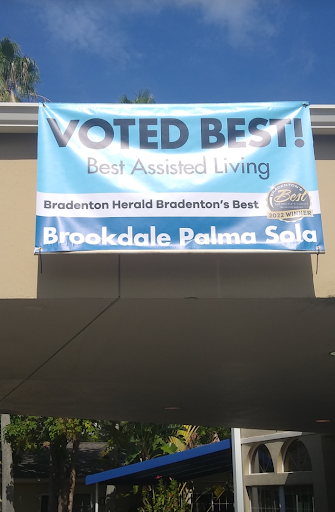 VOTED BEST!
Best Assisted Living
Bradenton Herald Bradenton's Best
Best
2022 WINNER
Brookdale Palma Sola